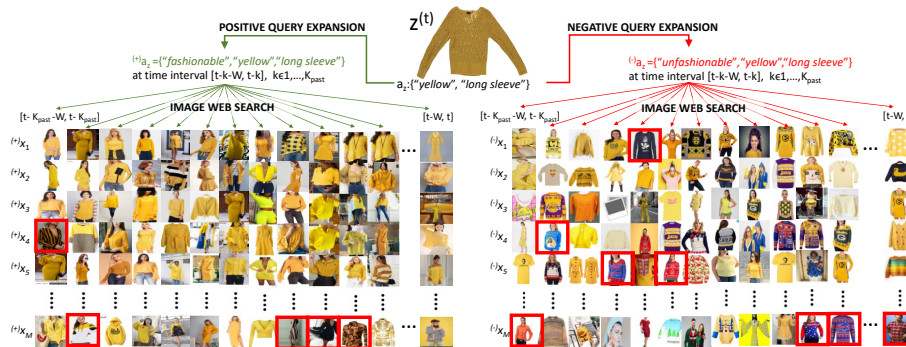 POSITIVE QUERY EXPANSION
z(t)
NEGATIVE QUERY EXPANSION
(+)az ={"fashionable","yellow","long sleeve"}
at time interval [t-k-W, t-k], kϵ1,...,Kpast
az:{"yellow", "long sleeve"}
(-)az ={"unfashionable","yellow","long sleeve"}
at time interval [t-k-W, t-k], kϵ1,...,Kpast
IMAGE WEB SEARCH
IMAGE WEB SEARCH
[t- Kpast -W, t- Kpast]
[t-W, t]
[t- Kpast -W, t- Kpast]
[t-W,
(+)x1
...
(-)x1
...
(+)x2
(-)x2
(+)x3
(-)x3
(+)x4
(-)x4
(+)x5
(-)x5
(+)xM
...
(-)xM
...